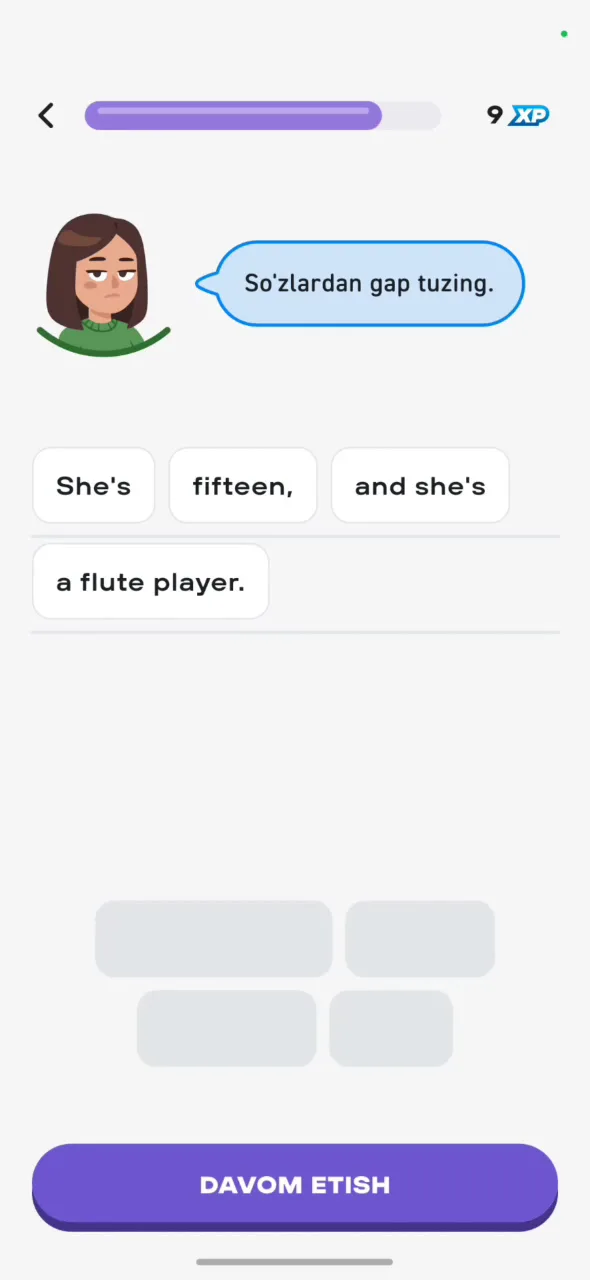 9 XP
So'zlardan gap tuzing.
She's fifteen, and she's
a flute player.
DAVOM ETISH